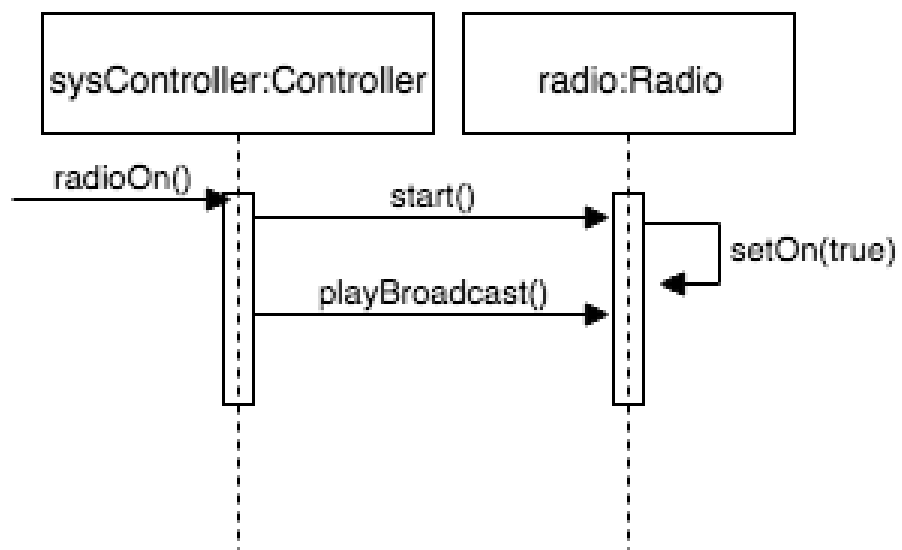 sysController:Controller
radio:Radio
radioOn()
start()
setOn(true)
playBroadcast()